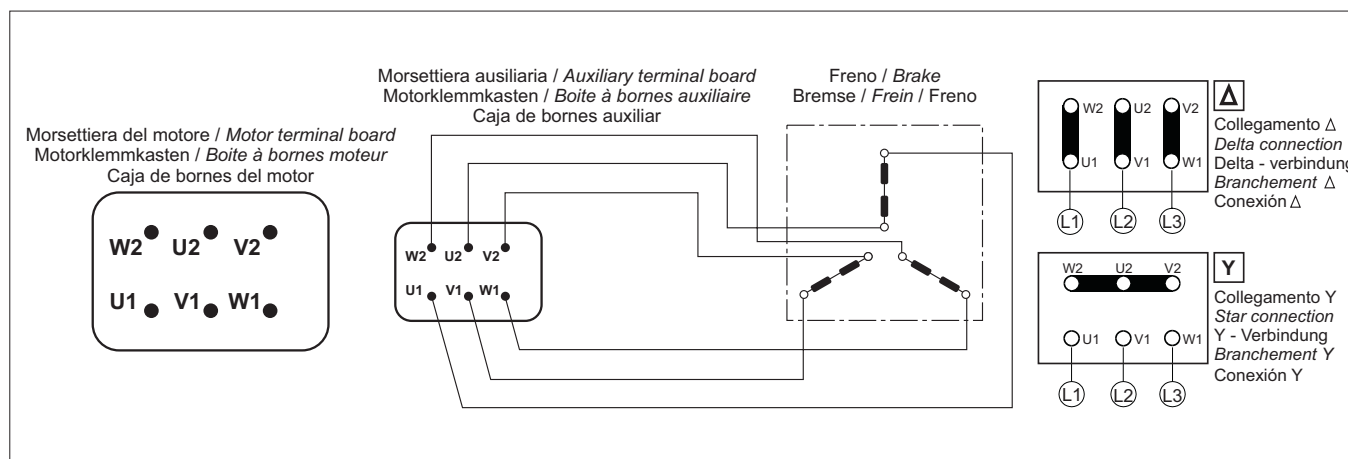 Morsettiera del motore / Motor terminal board
Motorklemmkasten / Boite à bornes moteur
Caja de bornes del motor
W2 U2 V2
U1 V1 W1
Morsettiera ausiliaria / Auxiliary terminal board
Motorklemmkasten / Boite à bornes auxiliaire
Caja de bornes auxiliar
W2 U2 V2
U1 V1 W1
Freno / Brake
Bremse / Frein / Freno
W2 U2 V2
U1 V1 W1
L1 L2 L3
Δ
Collegamento Δ
Delta connection
Delta - verbindung
Branchement Δ
Conexión Δ
W2 U2 V2
U1 V1 W1
L1 L2 L3
Y
Collegamento Y
Star connection
Y - Verbindung
Branchement Y
Conexión Y